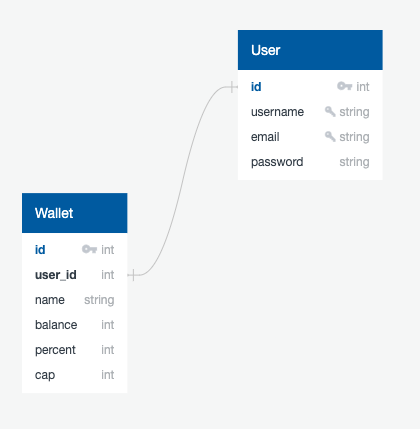 User
id int
username string
email string
password string
Wallet
id int
user_id int
name string
balance int
percent int
cap int